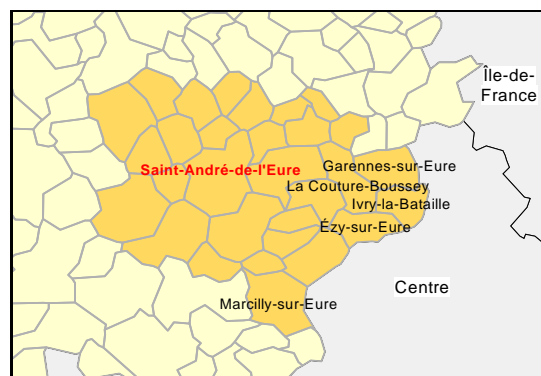 Île-de-
France
Saint-André-de-l'Eure
Garennes-sur-Eure
La Couture-Boussey
Ivry-la-Bataille
Ézy-sur-Eure
Centre
Marcilly-sur-Eure